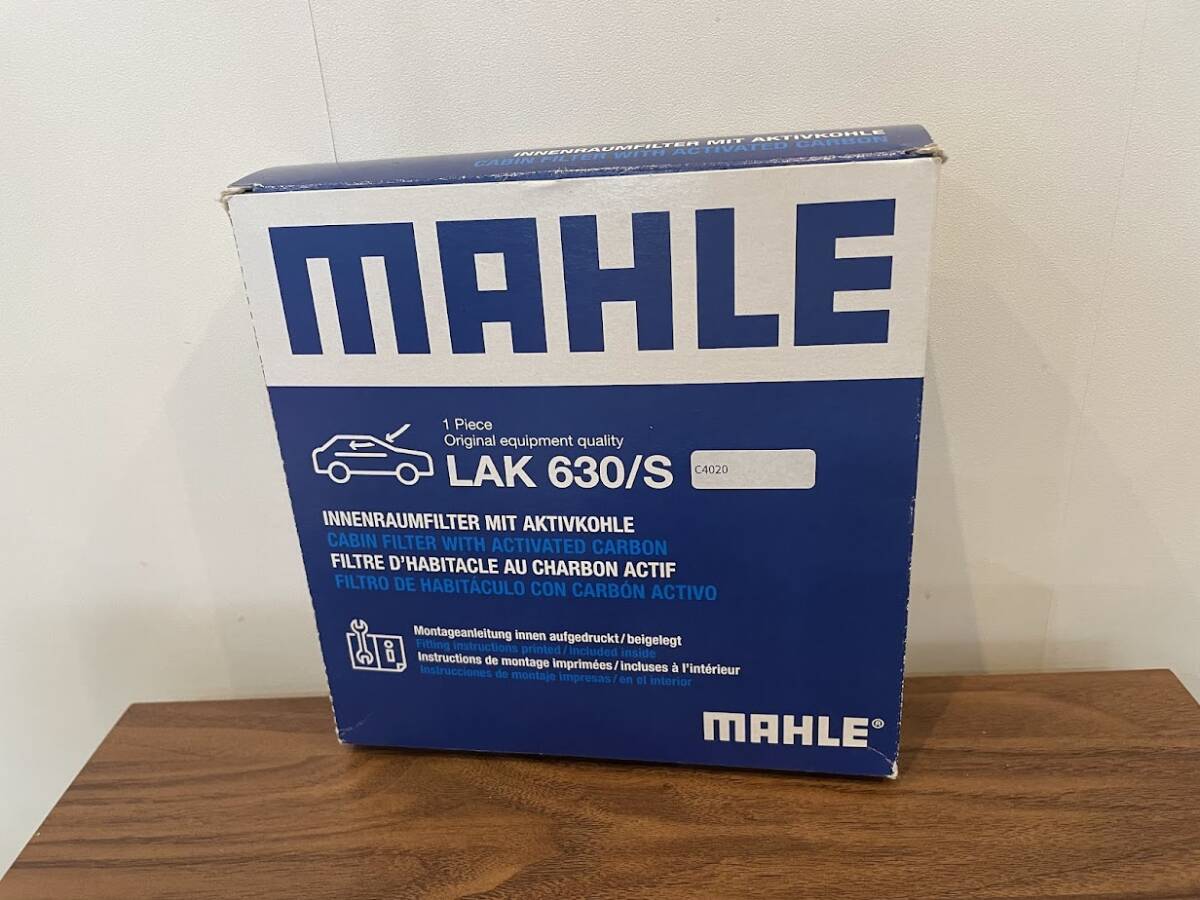 INNENRAUMFILTER MIT AKTIVKOHLE
CABIN FILTER WITH ACTIVATED CARBON
MAHLE
®
1 Piece
Original equipment quality
LAK 630/S
C4020
INNENRAUMFILTER MIT AKTIVKOHLE
CABIN FILTER WITH ACTIVATED CARBON
FILTRE D'HABITACLE AU CHARBON ACTIF
FILTRO DE HABITÁCULO CON CARBÓN ACTIVO
Montageanleitung innen aufgedruckt/beigelegt
Fitting instructions printed/included inside
Instructions de montage imprimées/incluses à l'intérieur
Instrucciones de montaje impresas/en el interior
MAHLE®